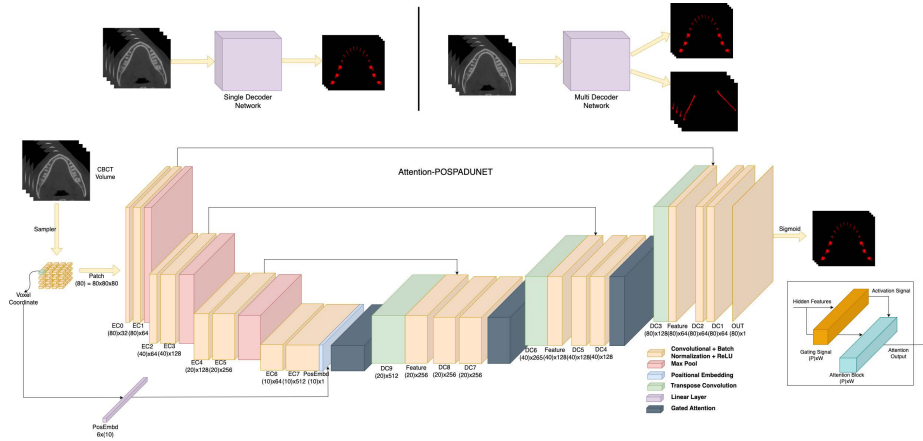 Single Decoder
Network
Multi Decoder
Network
CBCT
Volume
Attention-POSPADUNET
Sampler
Voxel
Coordinate
Patch
(80) = 80x80x80
EC0
(80)x32
EC1
(80)x64
EC2
(40)x64
EC3
(40)x128
EC4
(20)x128
EC5
(20)x256
EC6
(10)x64
EC7
(10)x512
PosEmbd
(10)x1
DC9
(20)x512
Feature
(20)x256
DC8
(20)x256
DC7
(20)x256
DC6
(40)x265
Feature
(40)x128
DC5
(40)x128
DC4
(40)x128
DC3
(80)x128
Feature
(80)x64
DC2
(80)x64
DC1
(80)x64
OUT
(80)x1
Sigmoid
PosEmbd
6x(10)
Convolutional + Batch
Normalization + ReLU
Max Pool
Positional Embedding
Transpose Convolution
Linear Layer
Gated Attention
Activation Signal
Hidden Features
Gating Signal
(P)xW
Attention
Output
Attention Block
(P)xW